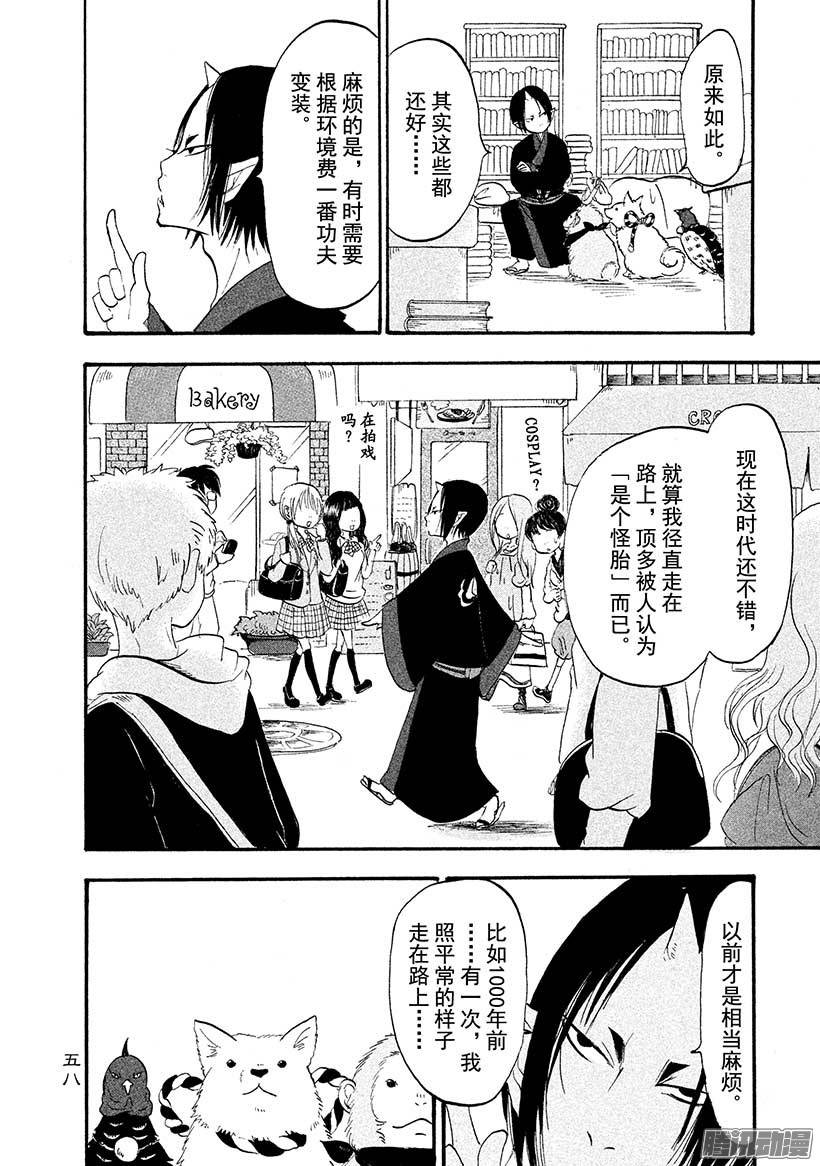 原来如此。
其实这些都
还好……
麻烦的是，有时需要
根据环境费一番功夫
变装。
现在这时代还不错，
就算我径直走在
路上，顶多被人认为
「是个怪胎」而已。
CRO
COSPLAY？
在拍戏
吗？
Bakery
以前才是相当麻烦。
比如1000年前
……有一次，我
照平常的样子
走在路上……
五八
腾讯动漫